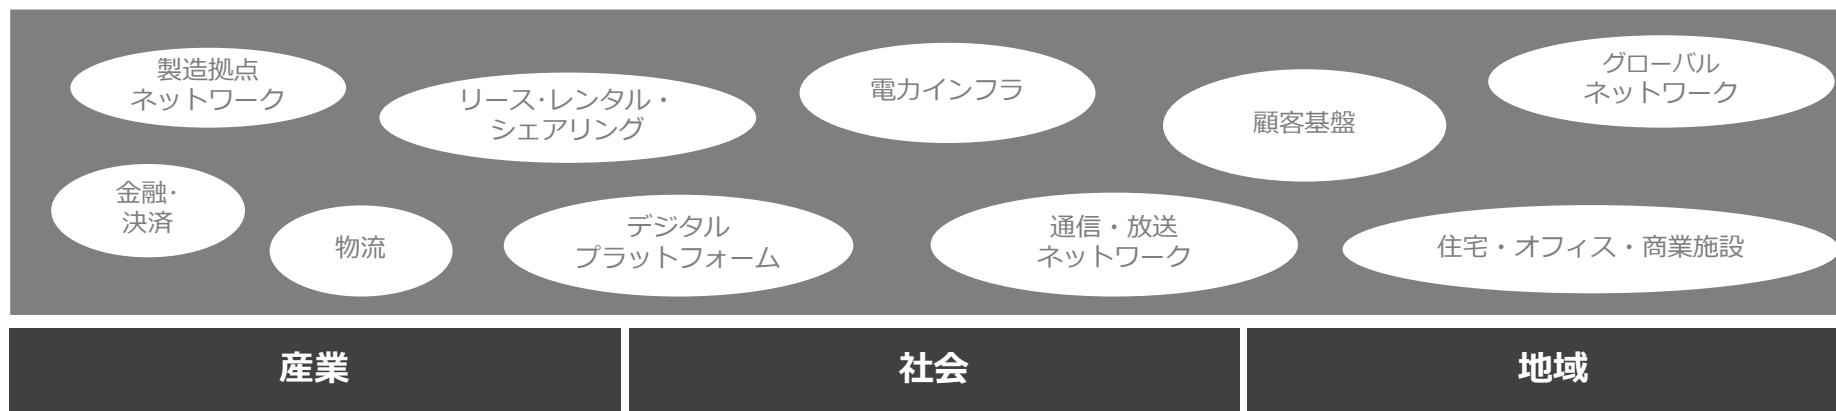 製造拠点
ネットワーク
リース･レンタル・
シェアリング
電力インフラ
顧客基盤
グローバル
ネットワーク
金融･
決済
物流
デジタル
プラットフォーム
通信・放送
ネットワーク
住宅・オフィス・商業施設
産業
社会
地域